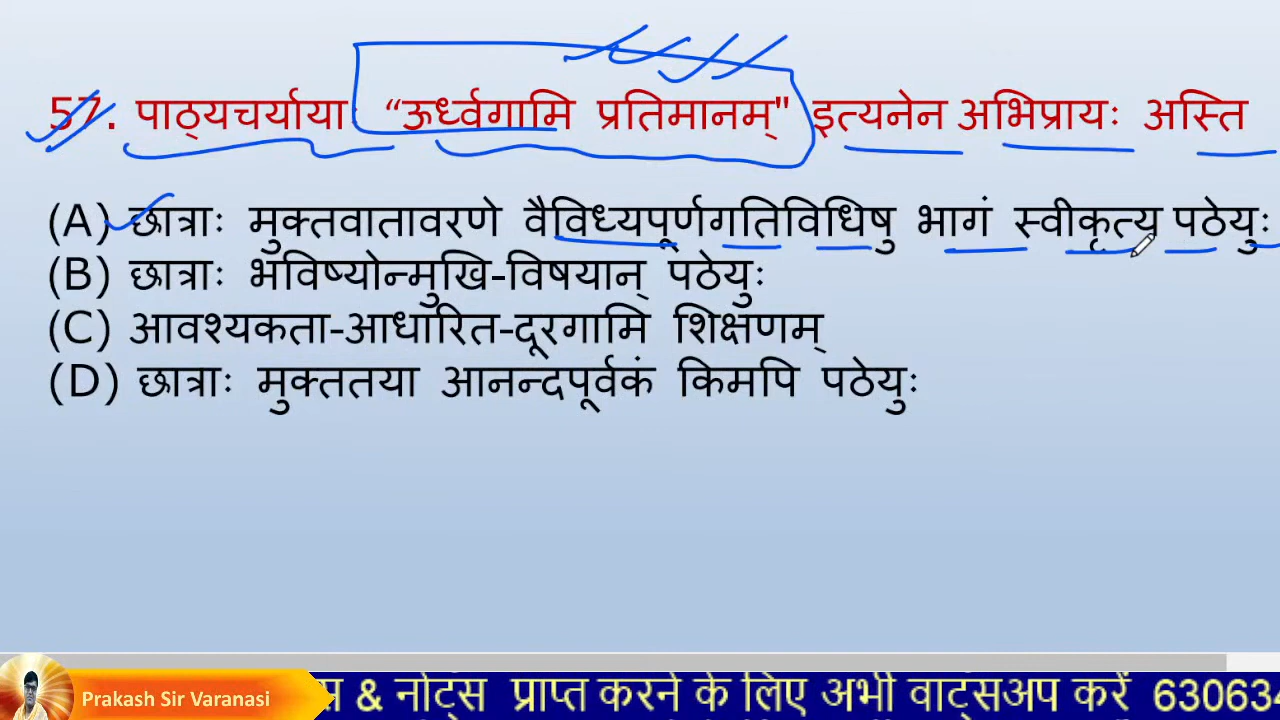 57. पाठ्यचर्याया “ऊर्ध्वगामि प्रतिमानम्" इत्यनेन अभिप्रायः अस्ति
(A) छात्राः मुक्तवातावरणे वैविध्यपूर्णगतिविधिषु भागं स्वीकृत्य पठेयुः
(B) छात्राः भविष्योन्मुखि-विषयान् पठेयुः
(C) आवश्यकता-आधारित-दूरगामि शिक्षणम्
(D) छात्राः मुक्ततया आनन्दपूर्वकं किमपि पठेयुः
Prakash Sir Varanasi
& नोट्स प्राप्त करने के लिए अभी वाट्सअप करें 63063